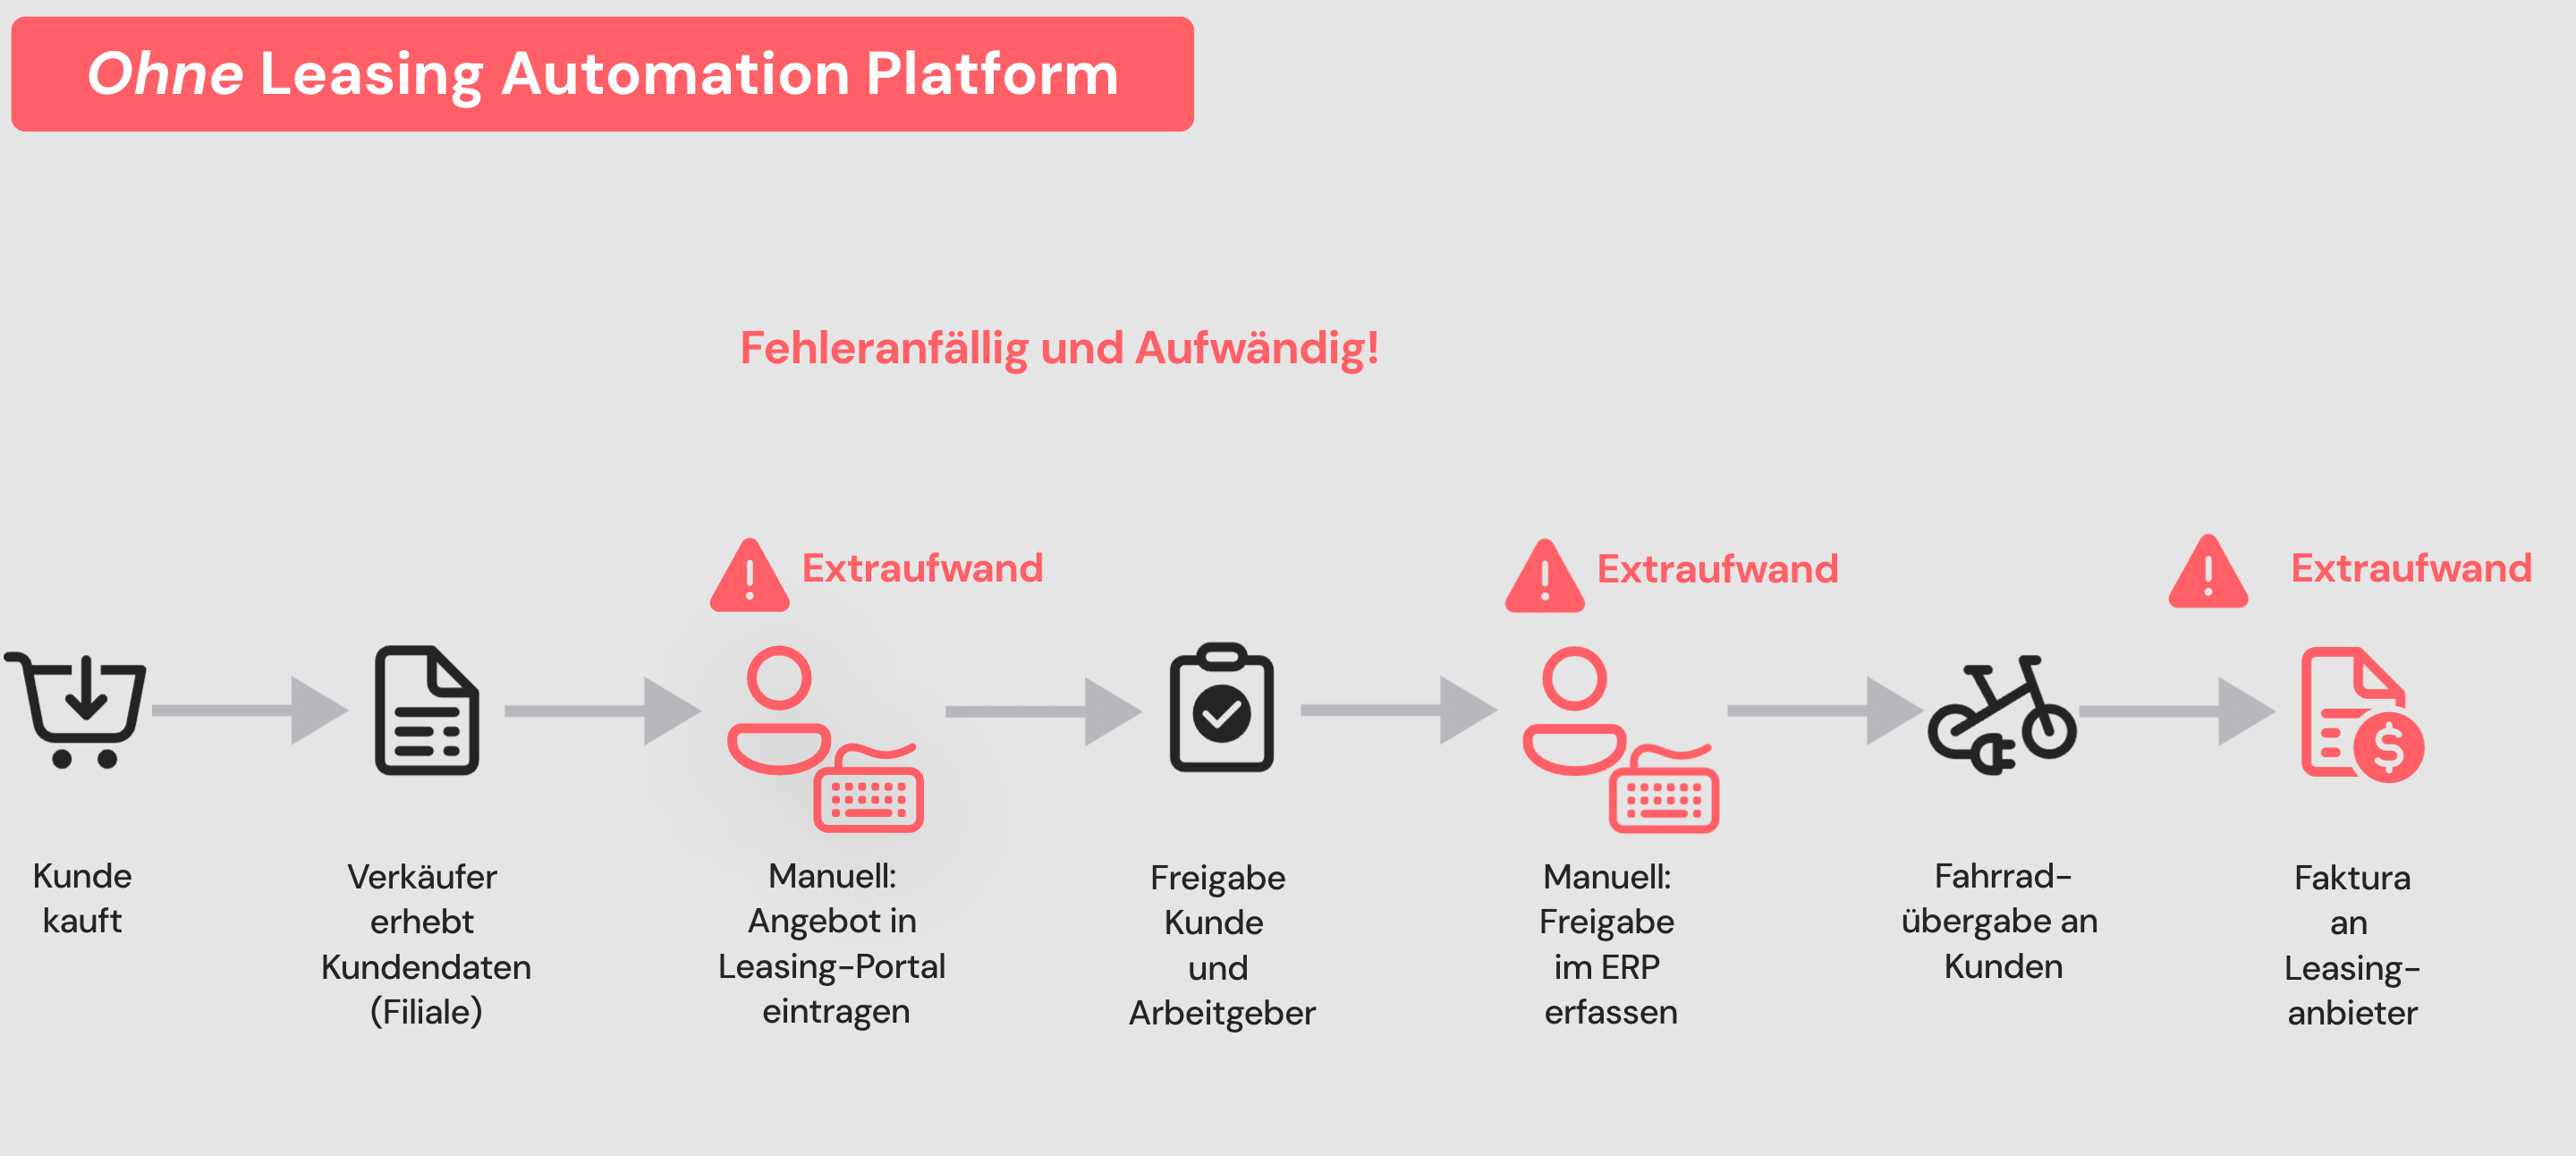 Ohne Leasing Automation Platform
Fehleranfällig und Aufwändig!
Extraufwand
Extraufwand
Extraufwand
Kunde
kauft
Verkäufer
erhebt
Kundendaten
(Filiale)
Manuell:
Angebot in
Leasing-Portal
eintragen
Freigabe
Kunde
und
Arbeitgeber
Manuell:
Freigabe
im ERP
erfassen
Fahrrad-
übergabe an
Kunden
Faktura
an
Leasing-
anbieter